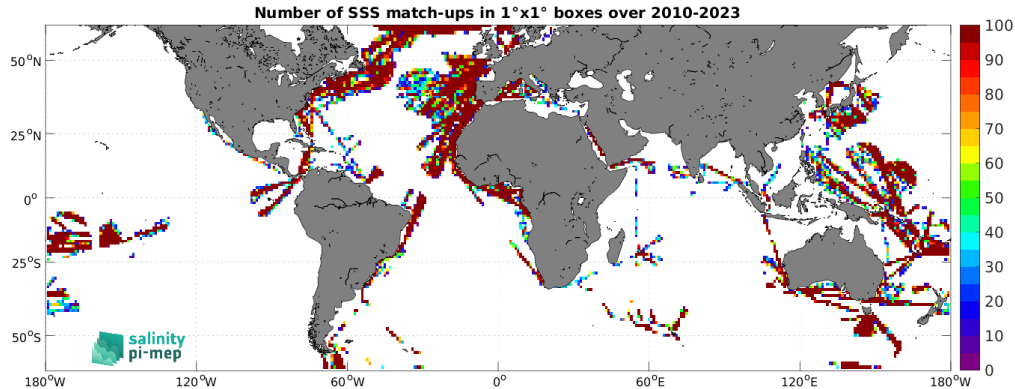 Number of SSS match-ups in 1°x1° boxes over 2010-2023
50°N
25°N
0°
25°S
50°S
180°W
120°W
60°W
0°
60°E
120°E
180°W
100
90
80
70
60
50
40
30
20
10
0
salinity
pi-mep